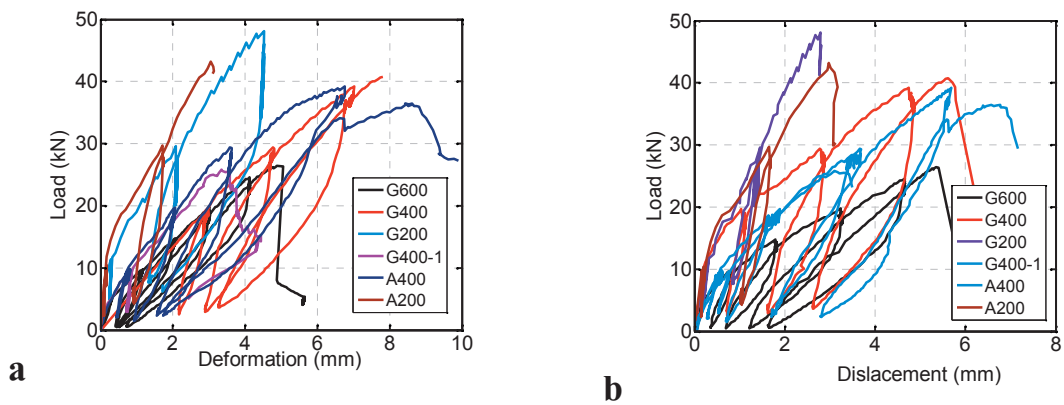 50
40
30
20
10
0
Load (kN)
0 2 4 6 8 10
Deformation (mm)
G600
G400
G200
G400-1
A400
A200
a
50
40
30
20
10
0
Load (kN)
0 2 4 6 8
Dislacement (mm)
G600
G400
G200
G400-1
A400
A200
b